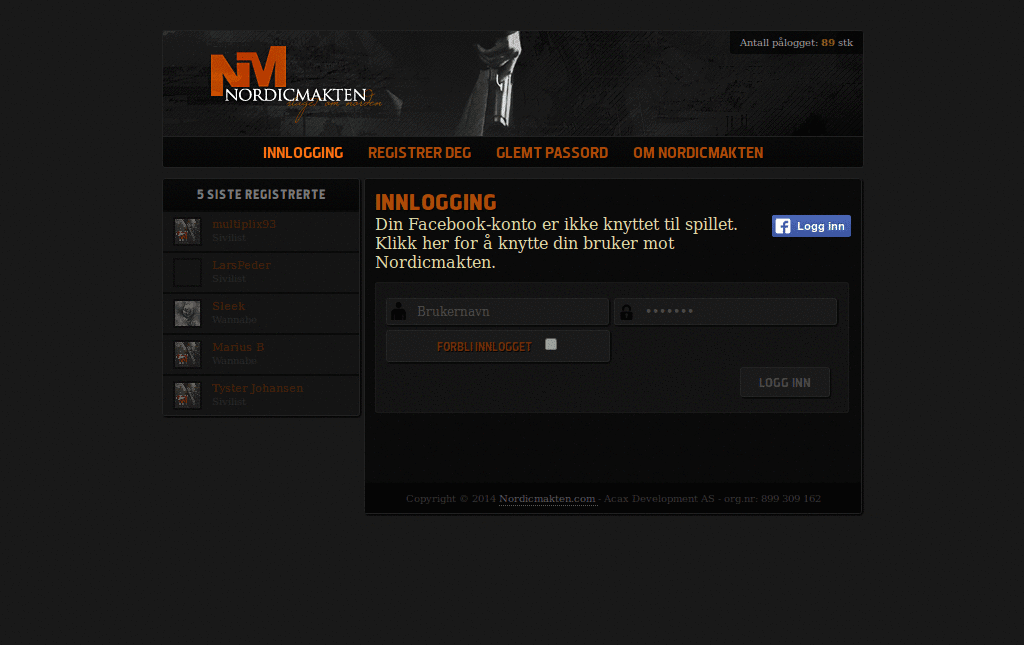 Antall pålogget: 89 stk
NM
NORDICMAKTEN
INNLOGGING REGISTRER DEG GLEMT PASSORD OM NORDICMAKTEN
5 SISTE REGISTRERTE
multiplix93
Sivilist
LarsFeder
Sivilist
Sleek
Wannabe
Marius B
Wannabe
Tyster Johansen
Sivilist
INNLOGGING
Din Facebook-konto er ikke knyttet til spillet.
Klikk her for å knytte din bruker mot
Nordicmakten.
Logg inn
Brukernavn
•••••••
FORBLI INNLOGGET
LOGG INN
Copyright © 2014 Nordicmakten.com - Acax Development AS - org.nr: 899 309 162